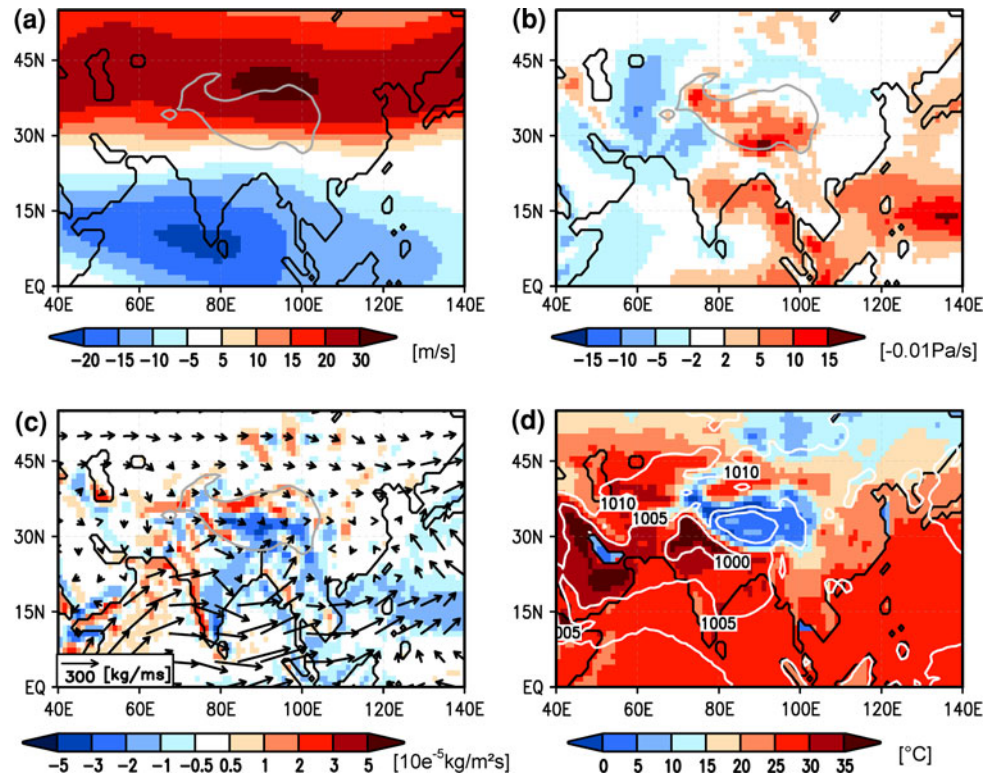 (a)
45N
30N
15N
EQ
40E 60E 80E 100E 120E 140E
-20 -15 -10 -5 5 10 15 20 30 [m/s]
(b)
45N
30N
15N
EQ
40E 60E 80E 100E 120E 140E
-15 -10 -5 -2 2 5 10 15 [-0.01Pa/s]
(c)
45N
30N
15N
300 [kg/ms]
EQ
40E 60E 80E 100E 120E 140E
-5 -3 -2 -1 -0.5 0.5 1 2 3 5 [10e⁻⁵kg/m²s]
(d)
45N
1010
1010
1005
30N
1000
15N
1005
005
EQ
40E 60E 80E 100E 120E 140E
0 5 10 15 20 25 30 35 [°C]